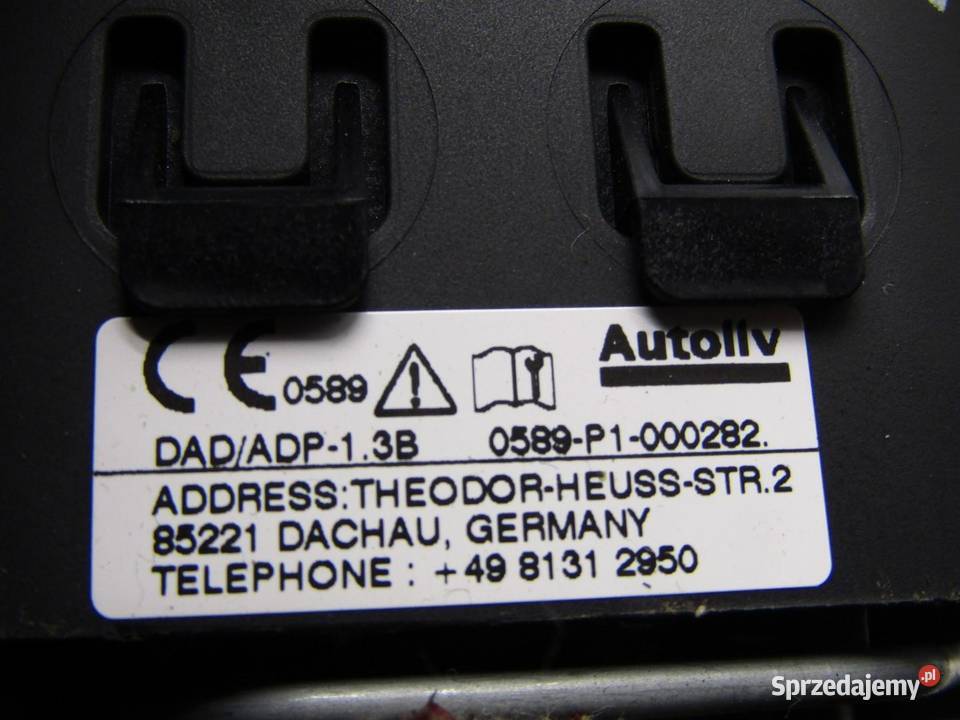 CE 0589 Autoliv
DAD/ADP-1.3B 0589-P1-000282.
ADDRESS:THEODOR-HEUSS-STR.2
85221 DACHAU, GERMANY
TELEPHONE : +49 8131 2950
Sprzedajemy.pl